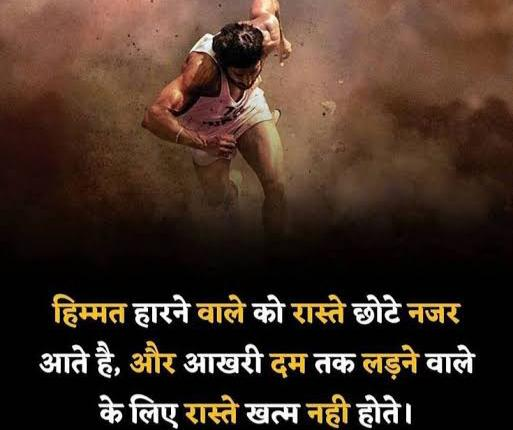 हिम्मत हारने वाले को रास्ते छोटे नजर
आते है, और आखरी दम तक लड़ने वाले
के लिए रास्ते खत्म नही होते।